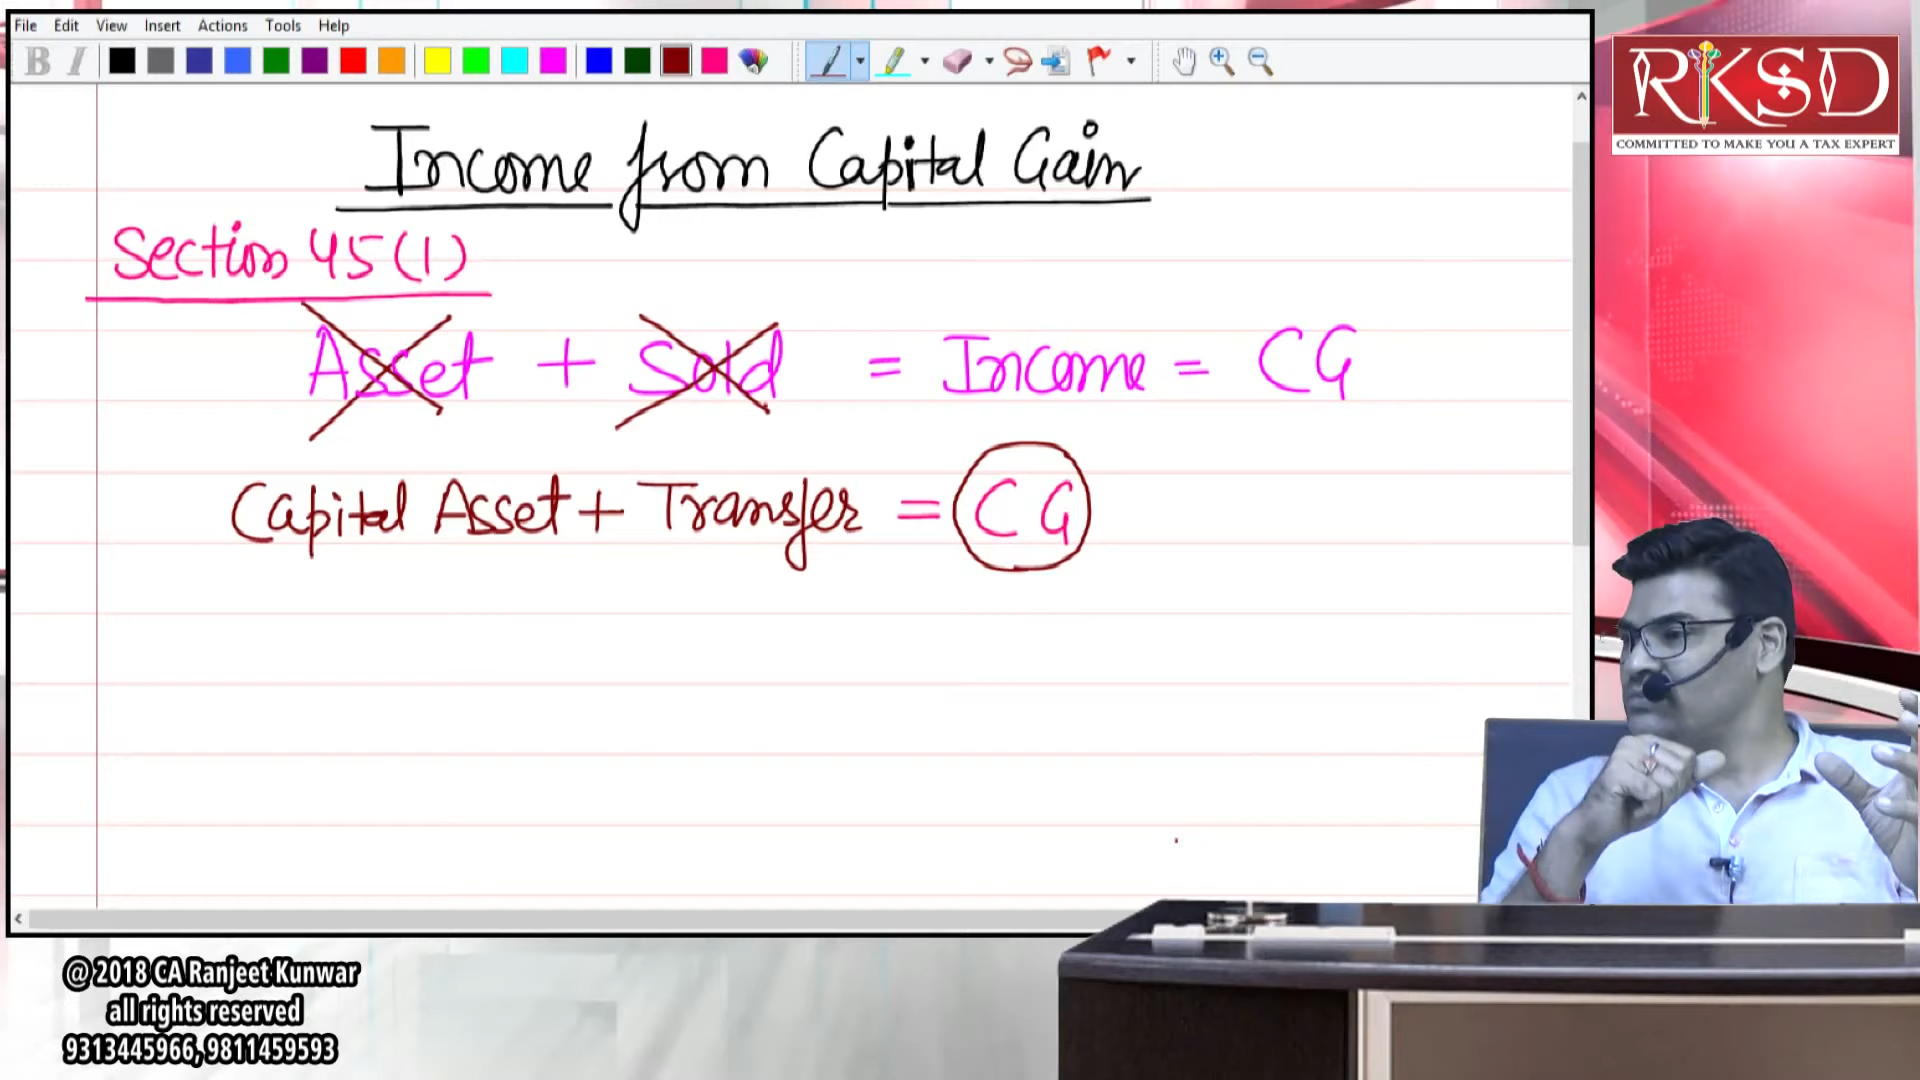 File Edit View Insert Actions Tools Help
B I
RKSD
COMMITTED TO MAKE YOU A TAX EXPERT
Income from Capital Gain
Section 45(1)
Asset + Sold = Income = CG
Capital Asset + Transfer = CG
@ 2018 CA Ranjeet Kunwar
all rights reserved
9313445966, 9811459593